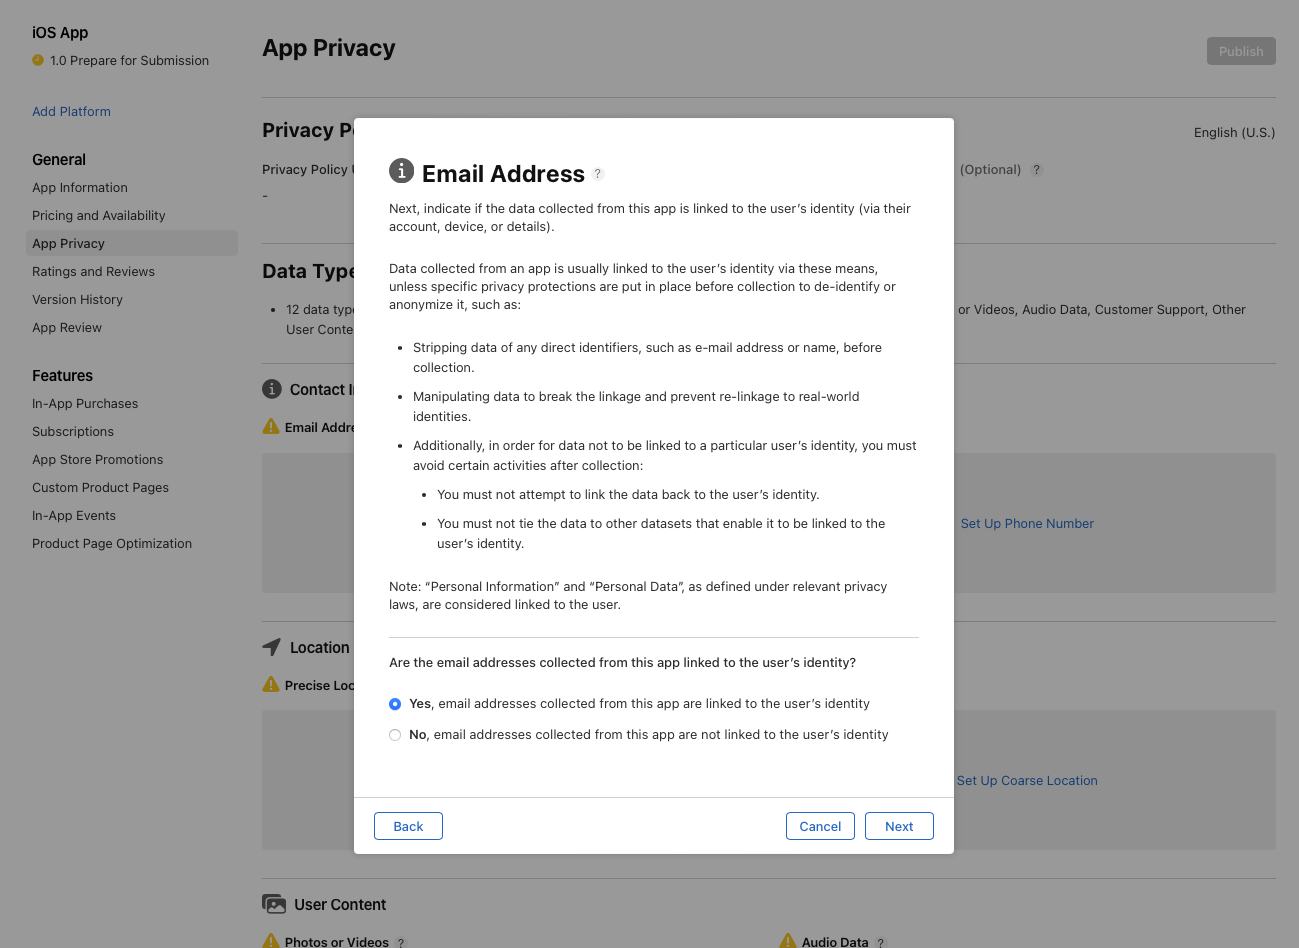 iOS App
1.0 Prepare for Submission
Add Platform
General
App Information
Pricing and Availability
App Privacy
Ratings and Reviews
Version History
App Review
Features
In-App Purchases
Subscriptions
App Store Promotions
Custom Product Pages
In-App Events
Product Page Optimization
App Privacy
Publish
Privacy
English (U.S.)
Privacy Policy
(Optional) ?
-
Data
• 12 data
or Videos, Audio Data, Customer Support, Other
User
Contact
Email
Set Up Phone Number
Location
Precise
Set Up Coarse Location
User Content
Photos or Videos ?
Audio Data ?
Email Address ?
Next, indicate if the data collected from this app is linked to the user’s identity (via their
account, device, or details).
Data collected from an app is usually linked to the user’s identity via these means,
unless specific privacy protections are put in place before collection to de-identify or
anonymize it, such as:
• Stripping data of any direct identifiers, such as e-mail address or name, before
collection.
• Manipulating data to break the linkage and prevent re-linkage to real-world
identities.
• Additionally, in order for data not to be linked to a particular user’s identity, you must
avoid certain activities after collection:
• You must not attempt to link the data back to the user’s identity.
• You must not tie the data to other datasets that enable it to be linked to the
user’s identity.
Note: “Personal Information” and “Personal Data”, as defined under relevant privacy
laws, are considered linked to the user.
Are the email addresses collected from this app linked to the user’s identity?
Yes, email addresses collected from this app are linked to the user’s identity
No, email addresses collected from this app are not linked to the user’s identity
Back
Cancel
Next